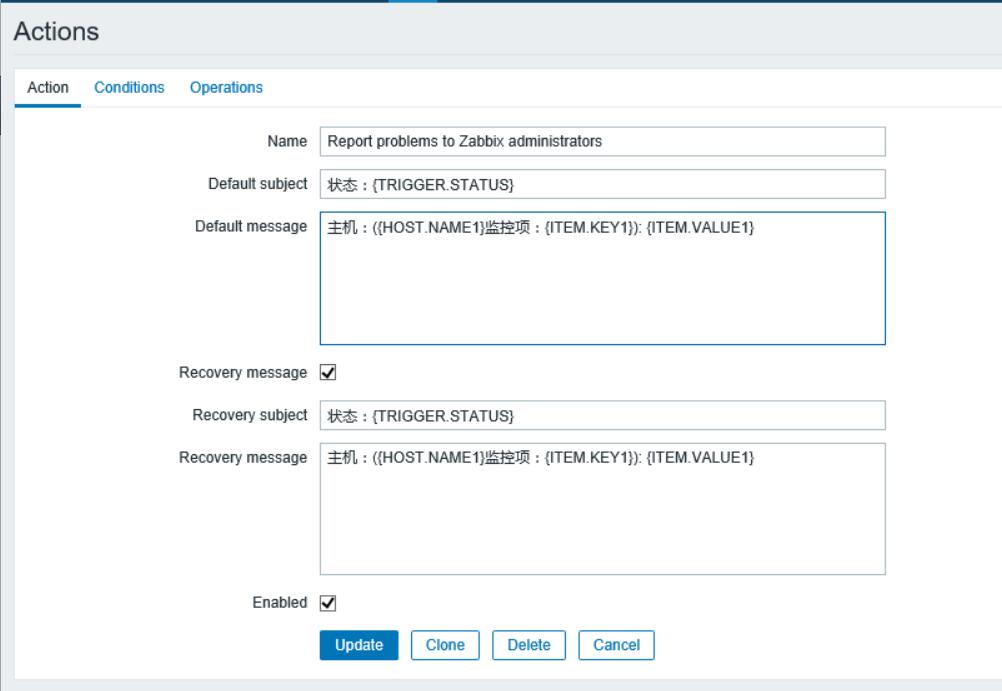 Actions
Action Conditions Operations
Name Report problems to Zabbix administrators
Default subject 状态：{TRIGGER.STATUS}
Default message 主机：({HOST.NAME1}监控项：{ITEM.KEY1}): {ITEM.VALUE1}
Recovery message
Recovery subject 状态：{TRIGGER.STATUS}
Recovery message 主机：({HOST.NAME1}监控项：{ITEM.KEY1}): {ITEM.VALUE1}
Enabled
Update Clone Delete Cancel